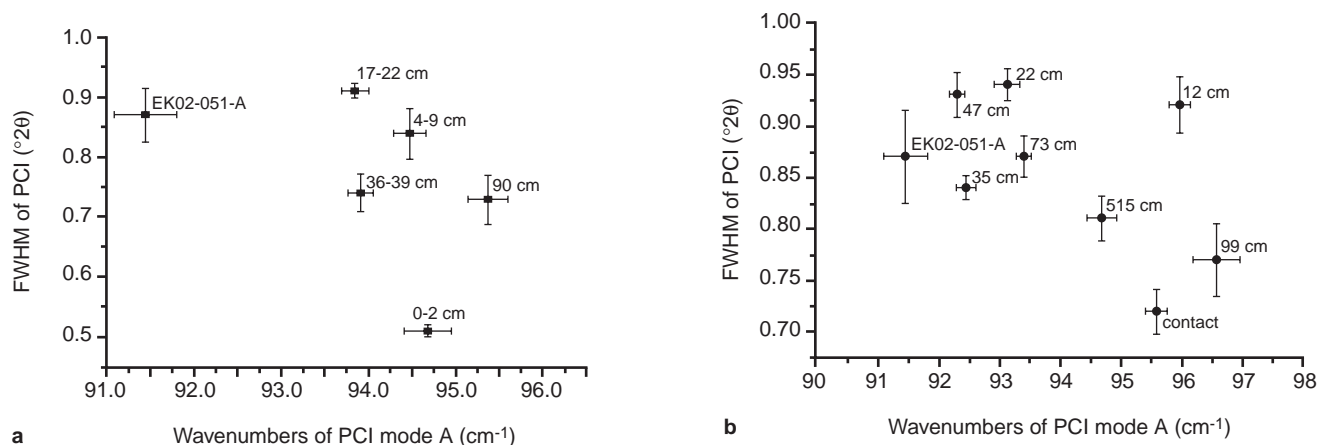 FWHM of PCI (°2θ)
1.0
0.9
0.8
0.7
0.6
0.5
EK02-051-A
17-22 cm
4-9 cm
36-39 cm
90 cm
0-2 cm
91.0 92.0 93.0 94.0 95.0 96.0
a
Wavenumbers of PCI mode A (cm-1)
FWHM of PCI (°2θ)
1.00
0.95
0.90
0.85
0.80
0.75
0.70
22 cm
47 cm
12 cm
EK02-051-A
73 cm
35 cm
515 cm
99 cm
contact
90 91 92 93 94 95 96 97 98
b
Wavenumbers of PCI mode A (cm-1)